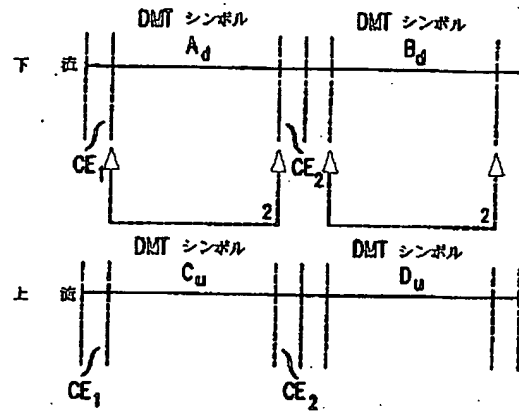 DMT シンボル DMT シンボル
A_d B_d
下 流
CE_1 CE_2
2 2
DMT シンボル DMT シンボル
C_u D_u
上 流
CE_1 CE_2